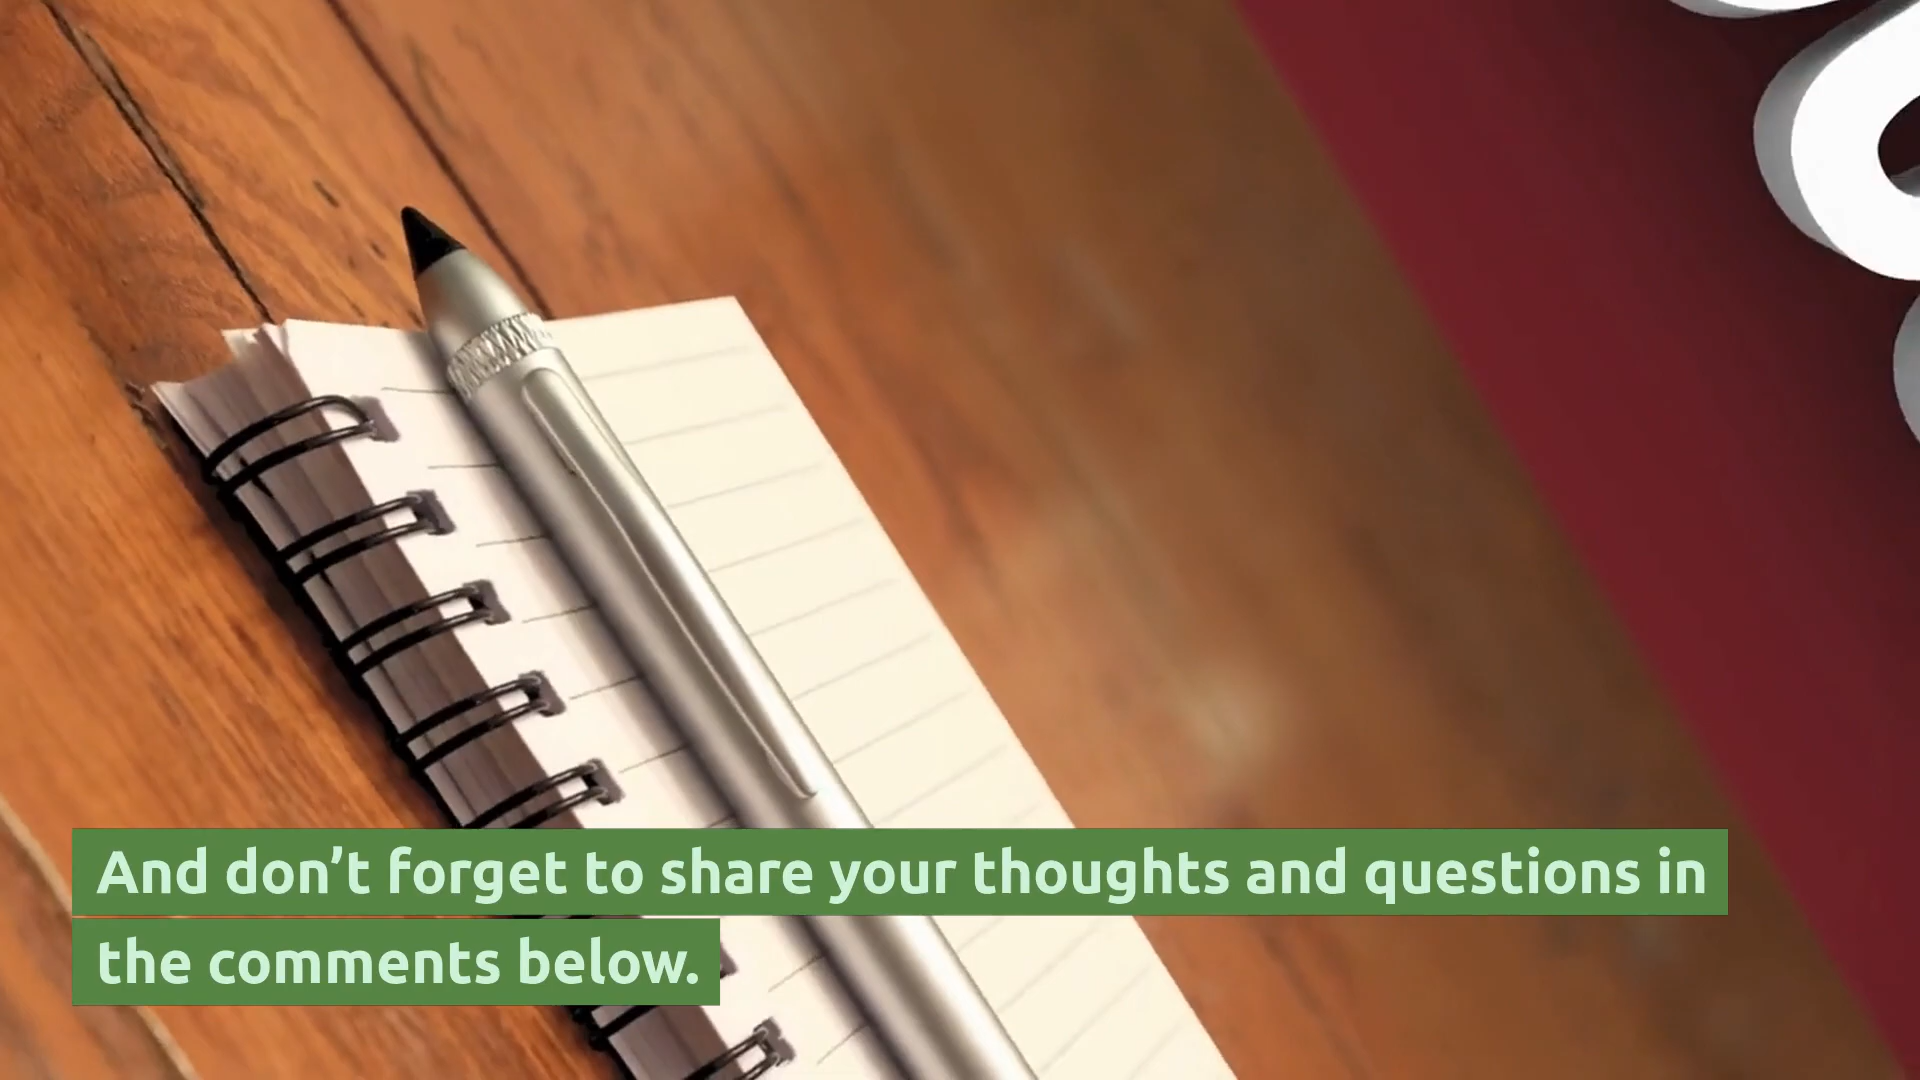 And don’t forget to share your thoughts and questions in
the comments below.